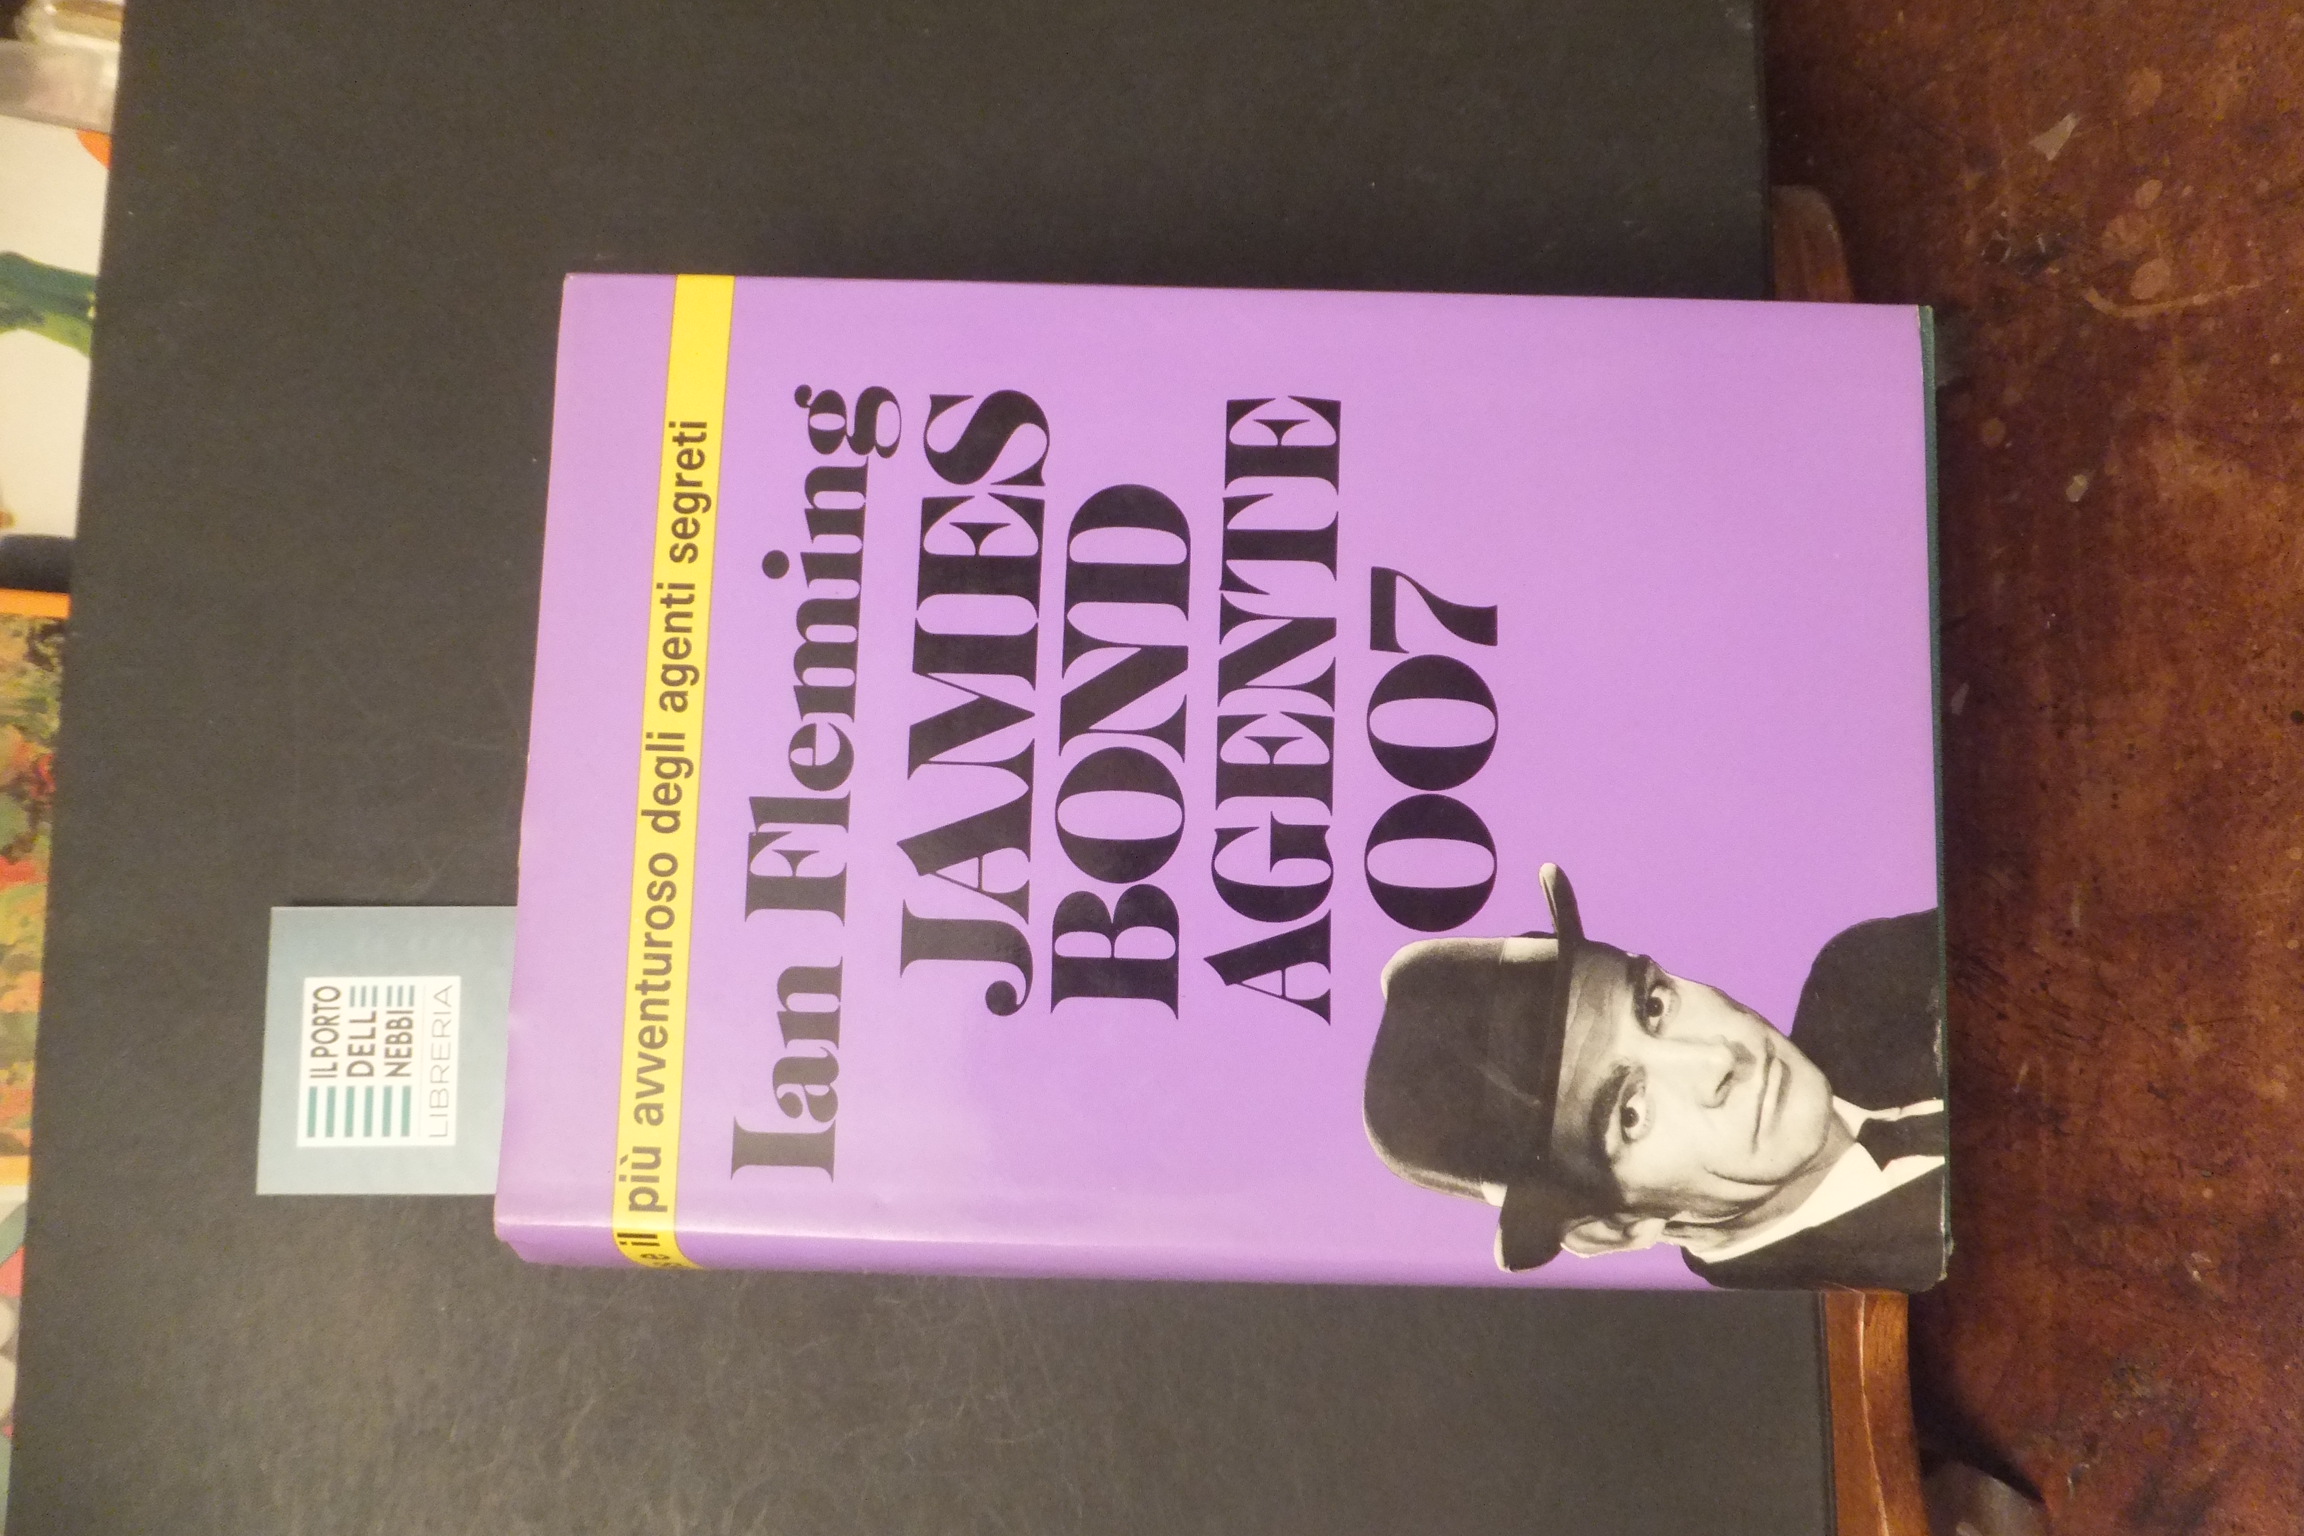 IL PORTO
DELLE
NEBBIE
LIBRERIA
il più avventuroso degli agenti segreti
Ian Fleming
JAMES
BOND
AGENTE
007